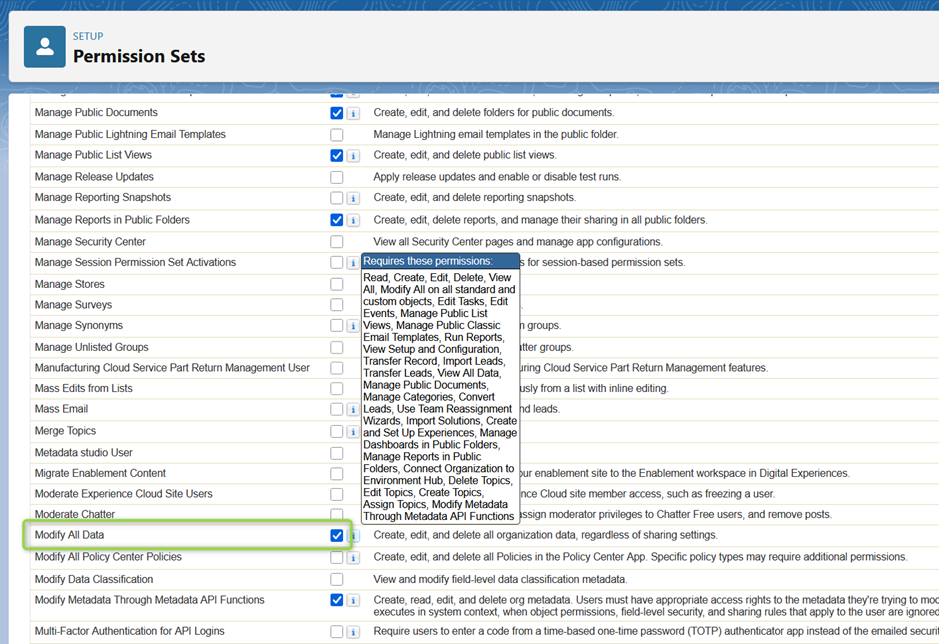 SETUP
Permission Sets
Manage Public Documents Create, edit, and delete folders for public documents.
Manage Public Lightning Email Templates Manage Lightning email templates in the public folder.
Manage Public List Views Create, edit, and delete public list views.
Manage Release Updates Apply release updates and enable or disable test runs.
Manage Reporting Snapshots Create, edit, and delete reporting snapshots.
Manage Reports in Public Folders Create, edit, delete reports, and manage their sharing in all public folders.
Manage Security Center View all Security Center pages and manage app configurations.
Manage Session Permission Set Activations s for session-based permission sets.
Manage Stores
Manage Surveys
Manage Synonyms m groups.
Manage Unlisted Groups tter groups.
Manufacturing Cloud Service Part Return Management User uring Cloud Service Part Return Management features.
Mass Edits from Lists usly from a list with inline editing.
Mass Email nd leads.
Merge Topics
Metadata studio User
Migrate Enablement Content ur enablement site to the Enablement workspace in Digital Experiences.
Moderate Experience Cloud Site Users nce Cloud site member access, such as freezing a user.
Moderate Chatter assign moderator privileges to Chatter Free users, and remove posts.
Requires these permissions:
Read, Create, Edit, Delete, View
All, Modify All on all standard and
custom objects, Edit Tasks, Edit
Events, Manage Public List
Views, Manage Public Classic
Email Templates, Run Reports,
View Setup and Configuration,
Transfer Record, Import Leads,
Transfer Leads, View All Data,
Manage Public Documents,
Manage Categories, Convert
Leads, Use Team Reassignment
Wizards, Import Solutions, Create
and Set Up Experiences, Manage
Dashboards in Public Folders,
Manage Reports in Public
Folders, Connect Organization to
Environment Hub, Delete Topics,
Edit Topics, Create Topics,
Assign Topics, Modify Metadata
Through Metadata API Functions
Modify All Data Create, edit, and delete all organization data, regardless of sharing settings.
Modify All Policy Center Policies Create, edit, and delete all Policies in the Policy Center App. Specific policy types may require additional permissions.
Modify Data Classification View and modify field-level data classification metadata.
Modify Metadata Through Metadata API Functions Create, read, edit, and delete org metadata. Users must have appropriate access rights to the metadata they're trying to mod
executes in system context, when object permissions, field-level security, and sharing rules that apply to the user are ignored
Multi-Factor Authentication for API Logins Require users to enter a code from a time-based one-time password (TOTP) authenticator app instead of the emailed securi